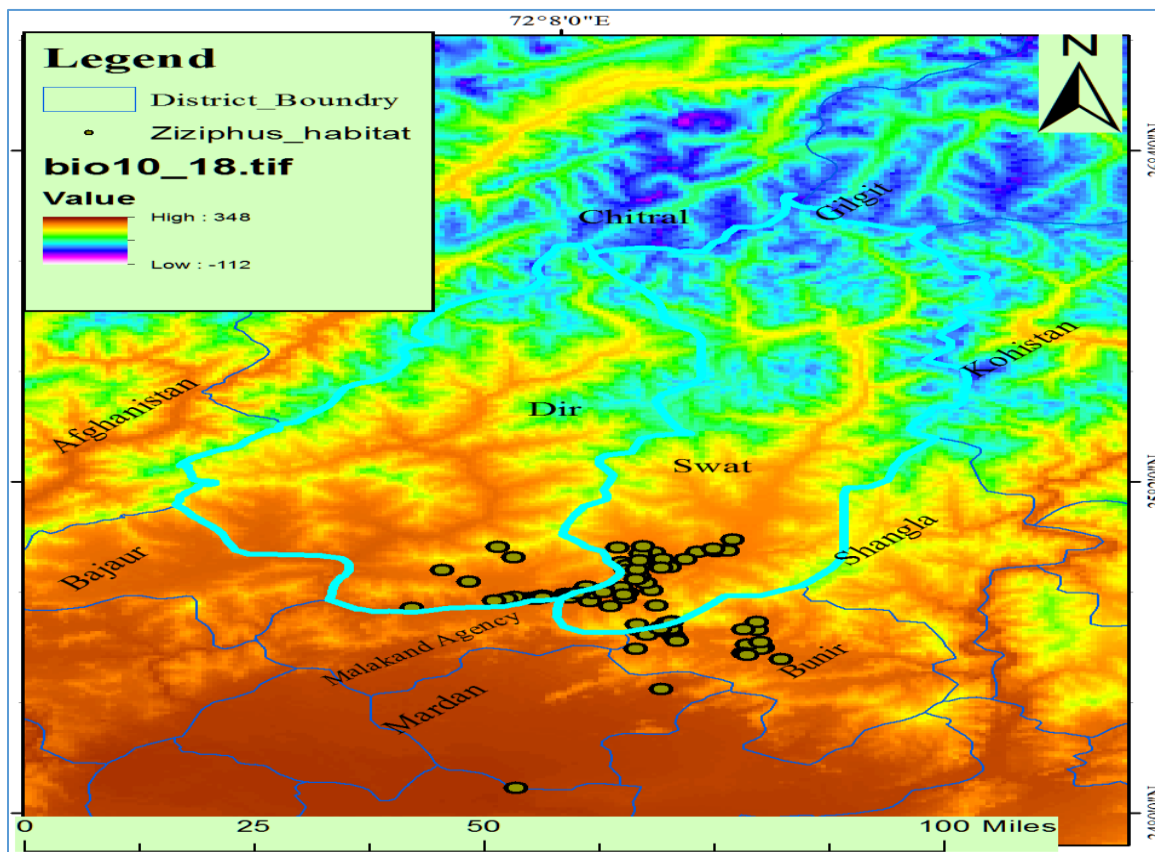 72°8'0"E
Legend
District_Boundry
Ziziphus_habitat
bio10_18.tif
Value
High : 348
Low : -112
N
Chitral
Gilgit
Kohistan
Afghanistan
Dir
Swat
Shangla
Bajaur
Malakand Agency
Bunir
Mardan
0 25 50 100 Miles